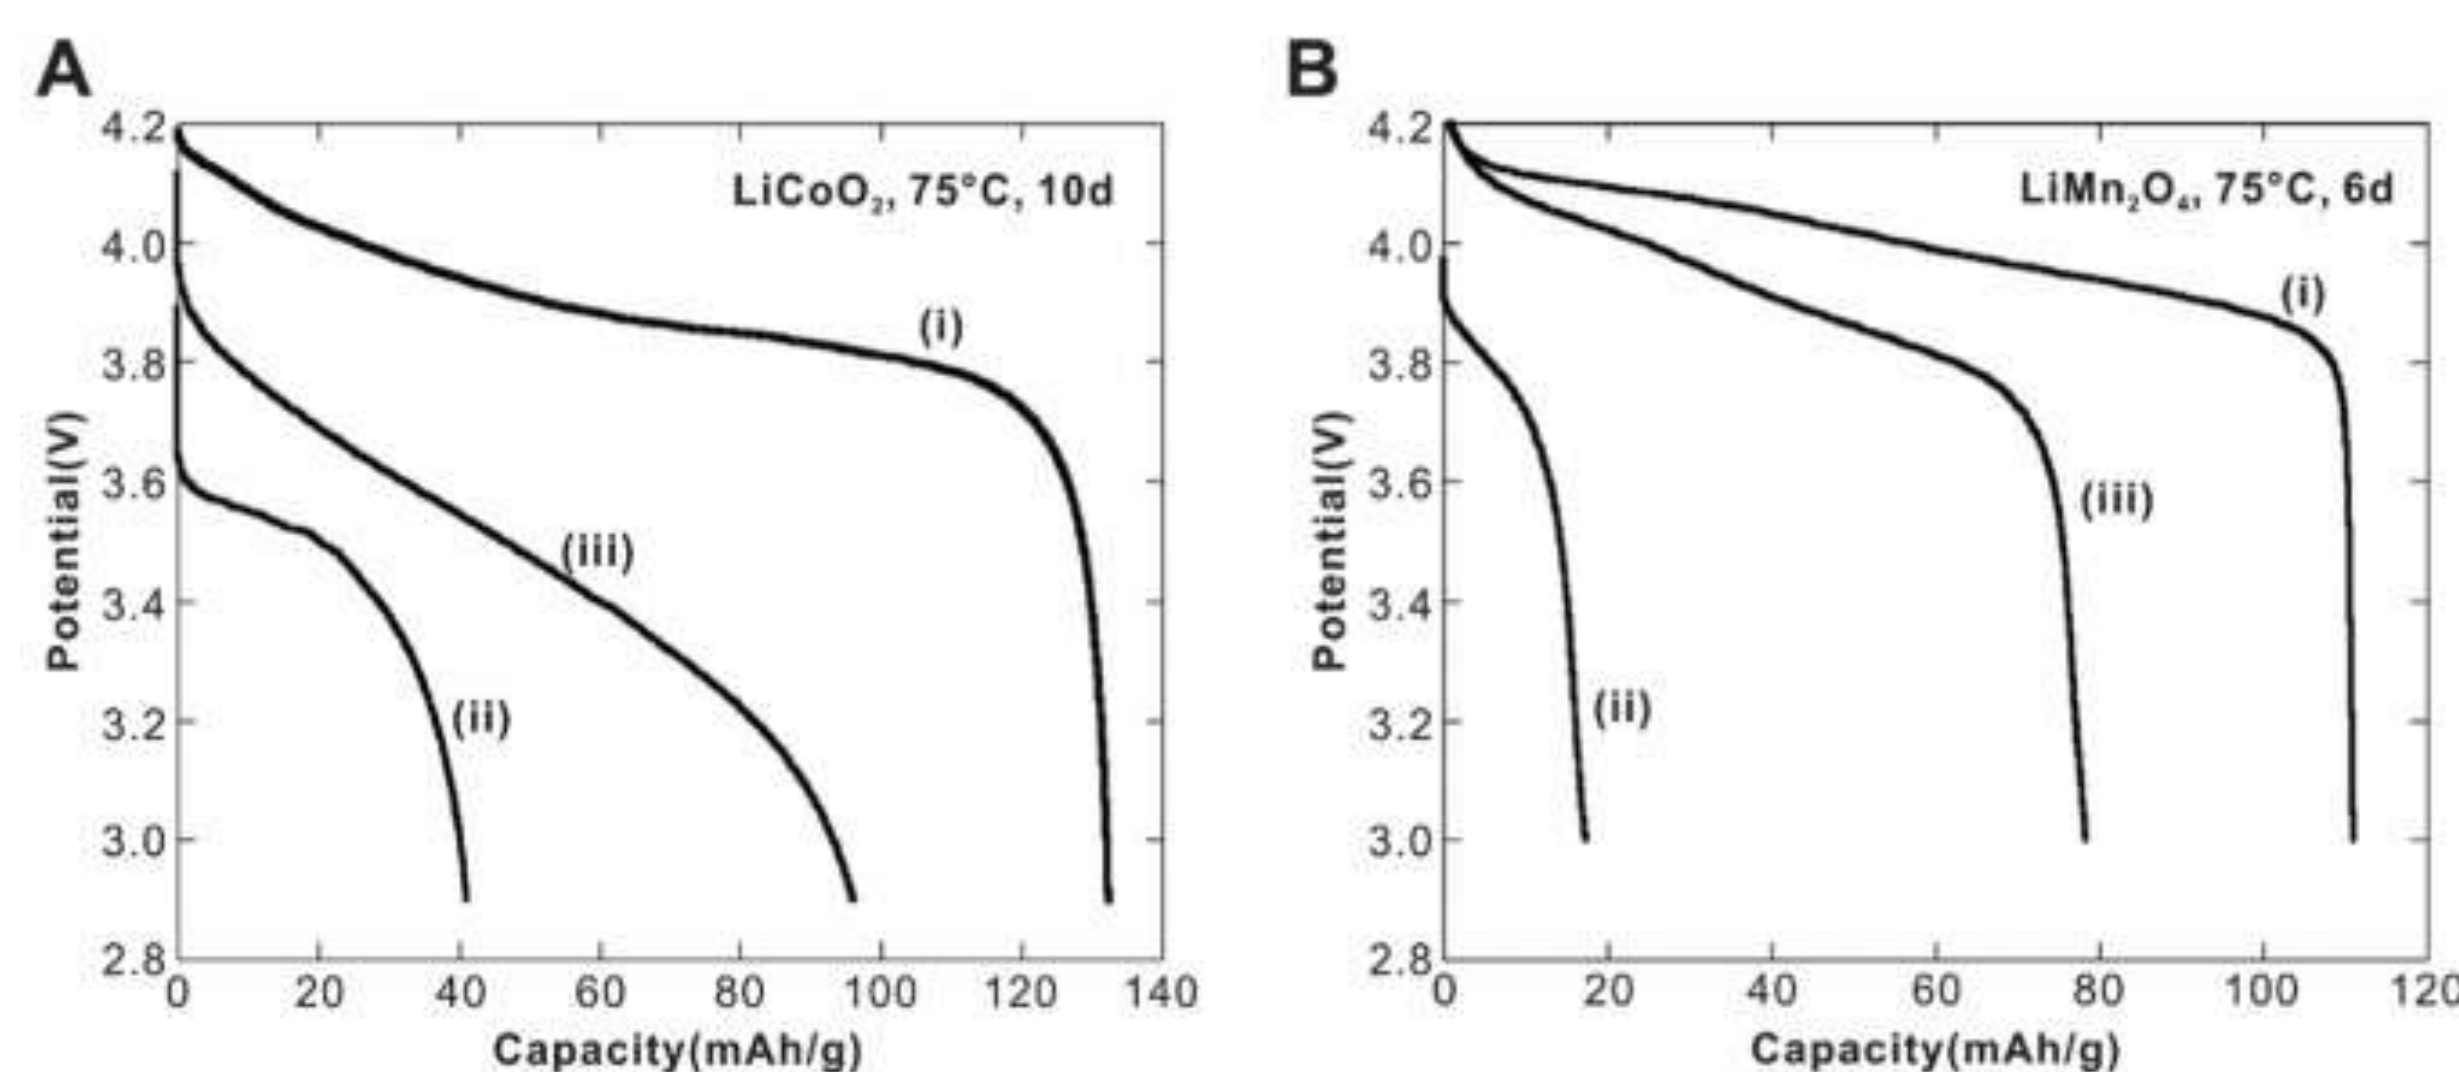 A
4.2
4.0
3.8
3.6
3.4
3.2
3.0
2.8
Potential(V)
LiCoO₂, 75°C, 10d
(i)
(iii)
(ii)
0 20 40 60 80 100 120 140
Capacity(mAh/g)
B
4.2
4.0
3.8
3.6
3.4
3.2
3.0
2.8
Potential(V)
LiMn₂O₄, 75°C, 6d
(i)
(iii)
(ii)
0 20 40 60 80 100 120
Capacity(mAh/g)